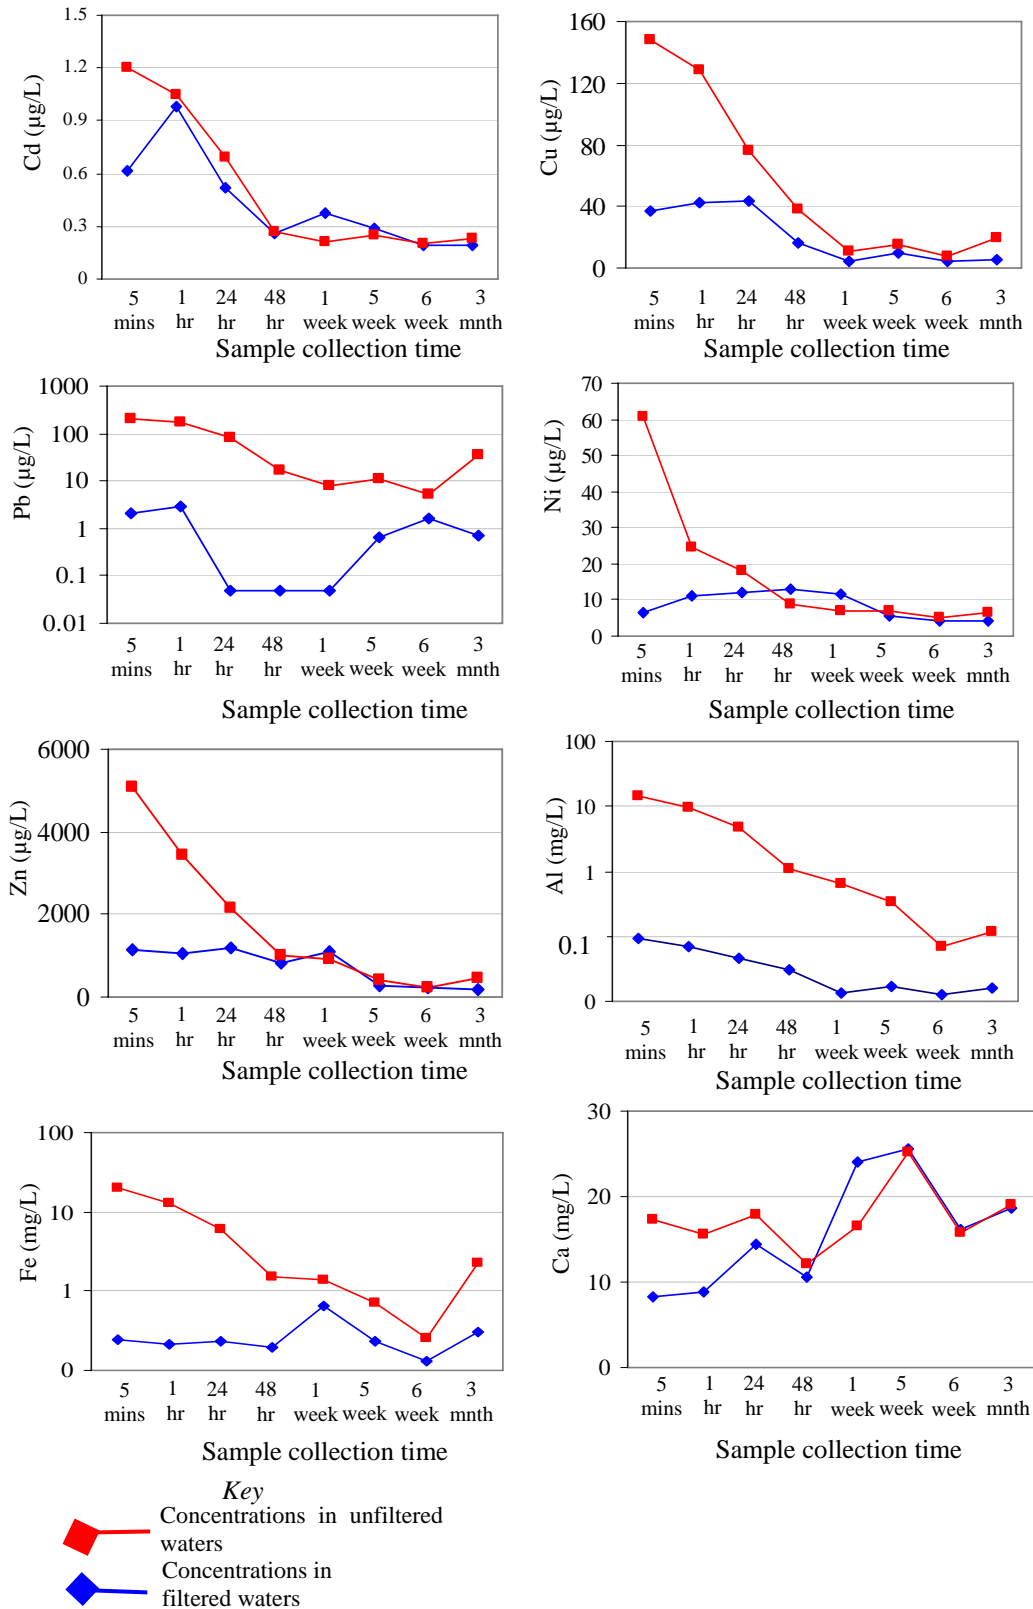 1.5
1.2
0.9
0.6
0.3
0
Cd (µg/L)
5 1 24 48 1 5 6 3
mins hr hr hr week week week mnth
Sample collection time
160
120
80
40
0
Cu (µg/L)
5 1 24 48 1 5 6 3
mins hr hr hr week week week mnth
Sample collection time
1000
100
10
1
0.1
0.01
Pb (µg/L)
5 1 24 48 1 5 6 3
mins hr hr hr week week week mnth
Sample collection time
70
60
50
40
30
20
10
0
Ni (µg/L)
5 1 24 48 1 5 6 3
mins hr hr hr week week week mnth
Sample collection time
6000
4000
2000
0
Zn (µg/L)
5 1 24 48 1 5 6 3
mins hr hr hr week week week mnth
Sample collection time
100
10
1
0.1
0
Al (mg/L)
5 1 24 48 1 5 6 3
mins hr hr hr week week week mnth
Sample collection time
100
10
1
0
Fe (mg/L)
5 1 24 48 1 5 6 3
mins hr hr hr week week week mnth
Sample collection time
30
20
10
0
Ca (mg/L)
5 1 24 48 1 5 6 3
mins hr hr hr week week week mnth
Sample collection time
Key
Concentrations in unfiltered
waters
Concentrations in
filtered waters